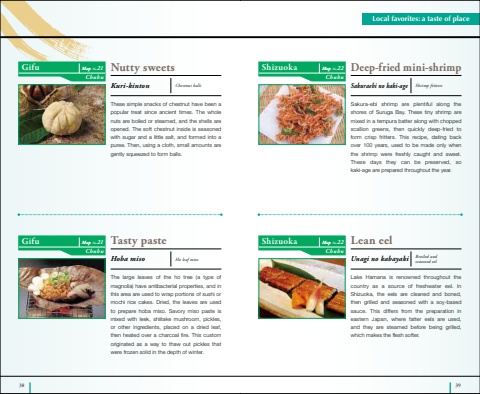 Local favorites: a taste of place
Gifu
Map No.21
Chubu
Nutty sweets
Kuri-kinton
Chestnut balls
These simple snacks of chestnut have been a
popular treat since ancient times. The whole
nuts are boiled or steamed, and the shells are
opened. The soft chestnut inside is seasoned
with sugar and a little salt, and formed into a
puree. Then, using a cloth, small amounts are
gently squeezed to form balls.
Gifu
Map No.21
Chubu
Tasty paste
Hoba miso
Ho leaf miso
The large leaves of the ho tree (a type of
magnolia) have antibacterial properties, and in
this area are used to wrap portions of sushi or
mochi rice cakes. Dried, the leaves are used
to prepare hoba miso. Savory miso paste is
mixed with leek, shiitake mushroom, pickles,
or other ingredients, placed on a dried leaf,
then heated over a charcoal fire. This custom
originated as a way to thaw out pickles that
were frozen solid in the depth of winter.
38
Shizuoka
Map No.22
Chubu
Deep-fried mini-shrimp
Sakuraebi no kaki-age
Shrimp fritters
Sakura-ebi shrimp are plentiful along the
shores of Suruga Bay. These tiny shrimp are
mixed in a tempura batter along with chopped
scallion greens, then quickly deep-fried to
form crisp fritters. This recipe, dating back
over 100 years, used to be made only when
the shrimp were freshly caught and sweet.
These days they can be preserved, so
kaki-age are prepared throughout the year.
Shizuoka
Map No.22
Chubu
Lean eel
Unagi no kabayaki
Broiled and
seasoned eel
Lake Hamana is renowned throughout the
country as a source of freshwater eel. In
Shizuoka, the eels are cleaned and boned,
then grilled and seasoned with a soy-based
sauce. This differs from the preparation in
eastern Japan, where fatter eels are used,
and they are steamed before being grilled,
which makes the flesh softer.
39